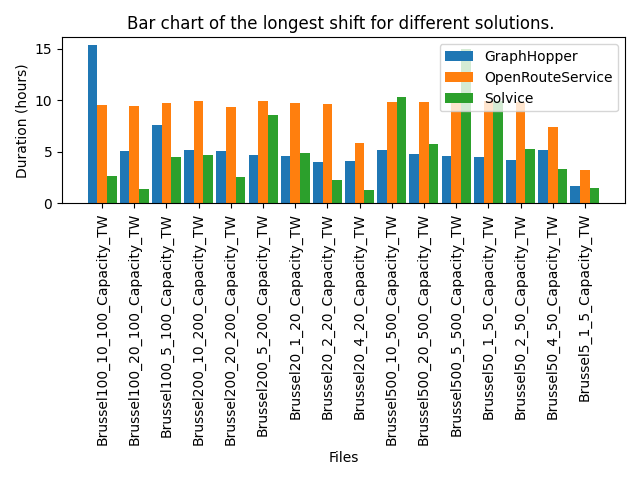 Bar chart of the longest shift for different solutions.
Duration (hours)
15
10
5
0
GraphHopper
OpenRouteService
Solvice
Brussel100_10_100_Capacity_TW
Brussel100_20_100_Capacity_TW
Brussel100_5_100_Capacity_TW
Brussel200_10_200_Capacity_TW
Brussel200_20_200_Capacity_TW
Brussel200_5_200_Capacity_TW
Brussel20_1_20_Capacity_TW
Brussel20_2_20_Capacity_TW
Brussel20_4_20_Capacity_TW
Brussel500_10_500_Capacity_TW
Brussel500_20_500_Capacity_TW
Brussel500_5_500_Capacity_TW
Brussel50_1_50_Capacity_TW
Brussel50_2_50_Capacity_TW
Brussel50_4_50_Capacity_TW
Brussel5_1_5_Capacity_TW
Files